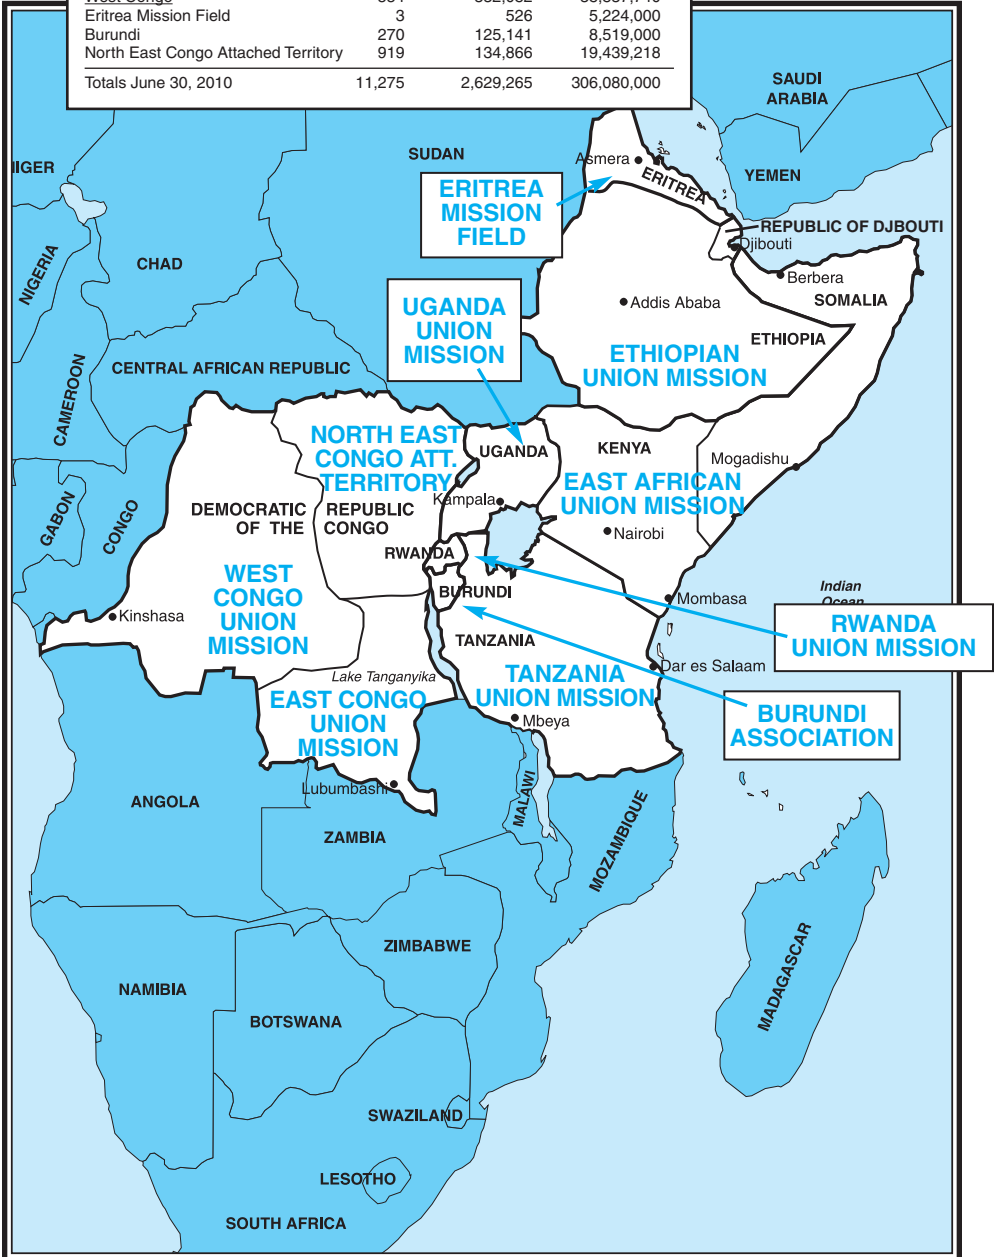 Eritrea Mission Field 3 526 5,224,000
Burundi 270 125,141 8,519,000
North East Congo Attached Territory 919 134,866 19,439,218
Totals June 30, 2010 11,275 2,629,265 306,080,000
SAUDI
ARABIA
SUDAN
NIGER
Asmera
ERITREA
YEMEN
ERITREA
MISSION
FIELD
REPUBLIC OF DJBOUTI
Djibouti
NIGERIA
CHAD
Berbera
SOMALIA
Addis Ababa
UGANDA
UNION
MISSION
ETHIOPIA
ETHIOPIAN
UNION MISSION
CENTRAL AFRICAN REPUBLIC
CAMEROON
NORTH EAST
CONGO ATT.
TERRITORY
UGANDA
KENYA
Mogadishu
EAST AFRICAN
UNION MISSION
Kampala
GABON
CONGO
DEMOCRATIC REPUBLIC
OF THE CONGO
Nairobi
RWANDA
WEST
CONGO
UNION
MISSION
BURUNDI
Indian
Ocean
Mombasa
Kinshasa
RWANDA
UNION MISSION
TANZANIA
Dar es Salaam
Lake Tanganyika
TANZANIA
UNION MISSION
EAST CONGO
UNION
MISSION
BURUNDI
ASSOCIATION
Mbeya
Lubumbashi
ANGOLA
MALAWI
ZAMBIA
MOZAMBIQUE
ZIMBABWE
MADAGASCAR
NAMIBIA
BOTSWANA
SWAZILAND
LESOTHO
SOUTH AFRICA